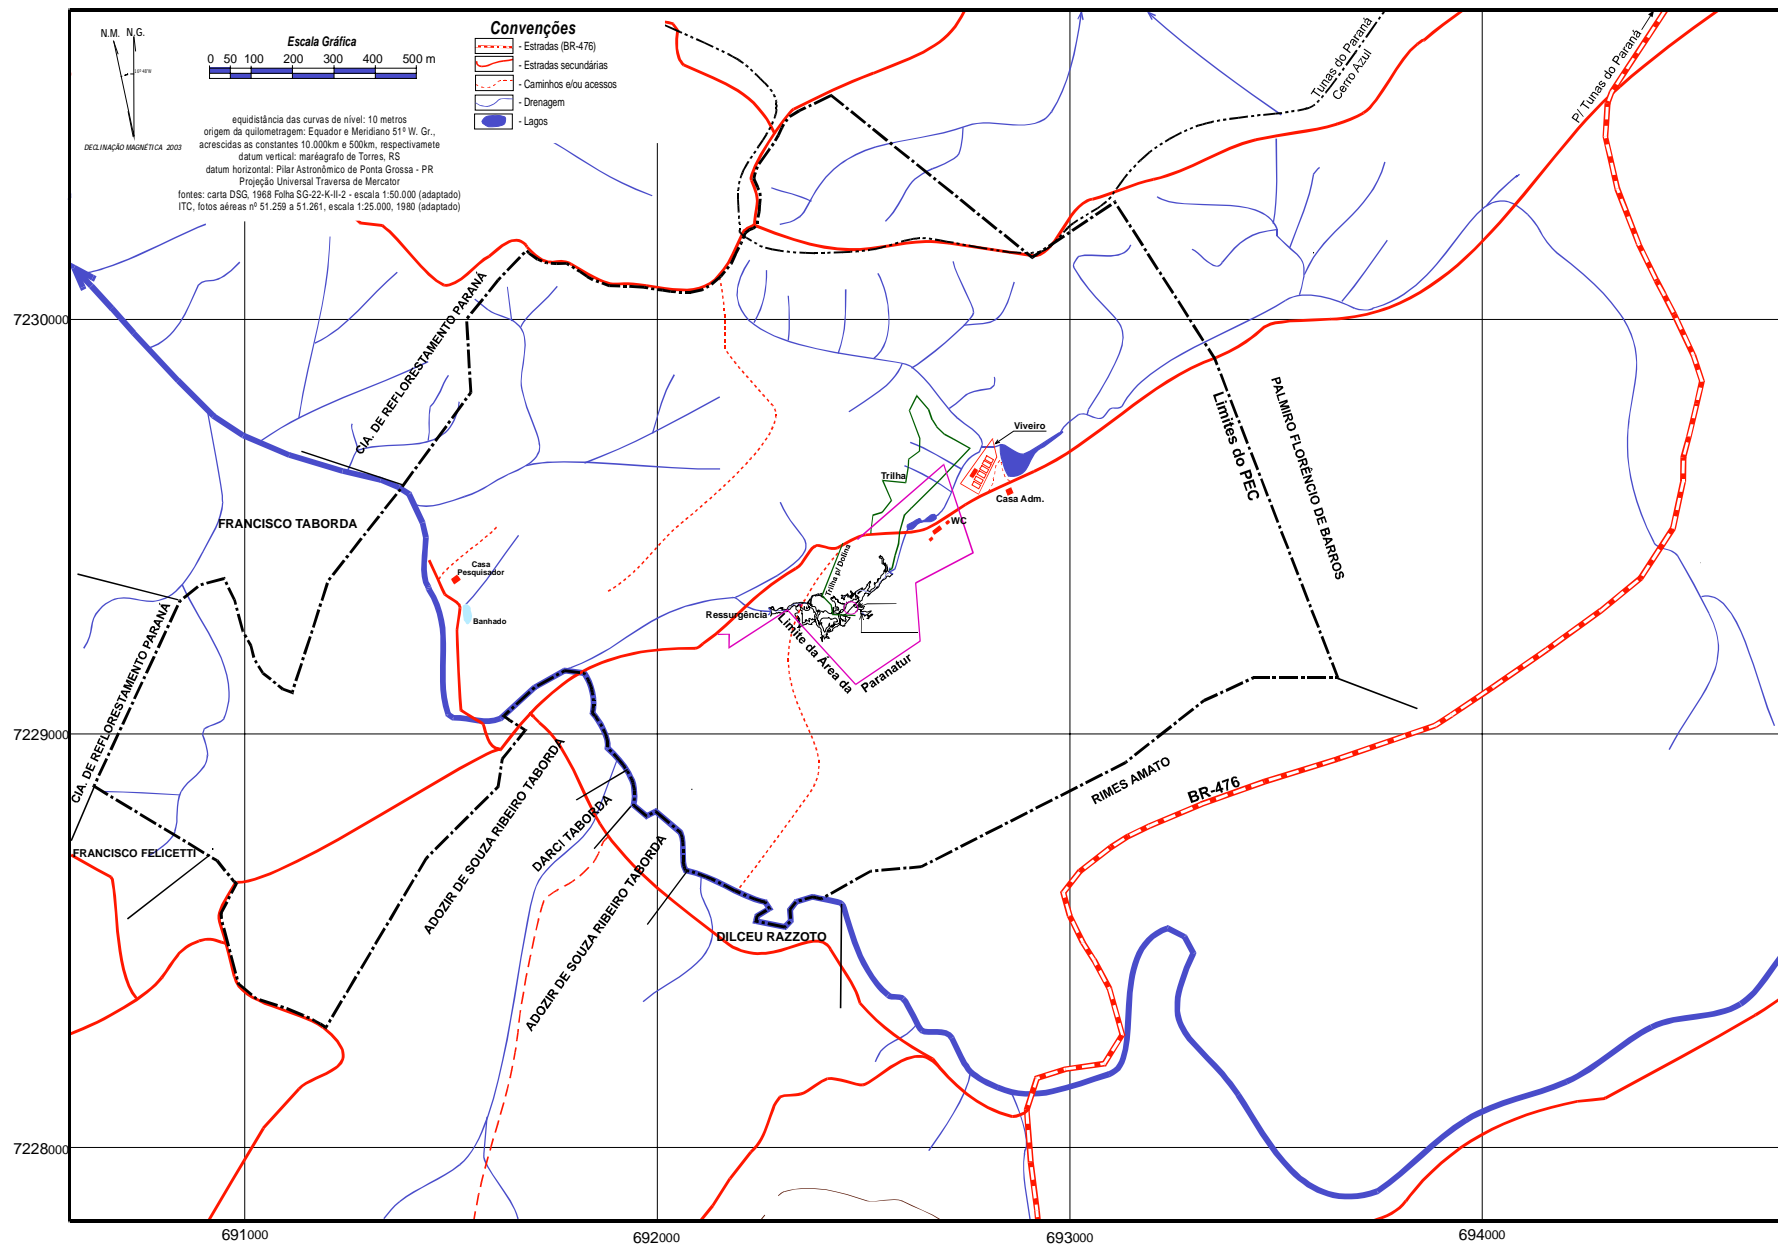 N.M. N.G.
DECLINAÇÃO MAGNÉTICA 2003
Escala Gráfica
0 50 100 200 300 400 500 m
equidistância das curvas de nível: 10 metros
origem da quilometragem: Equador e Meridiano 51º W. Gr.,
acrescidas as constantes 10.000km e 500km, respectivamete
datum vertical: maréagrafo de Torres, RS
datum horizontal: Pilar Astronômico de Ponta Grossa - PR
Projeção Universal Traversa de Mercator
fontes: carta DSG, 1968 Folha SG-22-K-II-2 - escala 1:50.000 (adaptado)
ITC, fotos aéreas nº 51.259 a 51.261, escala 1:25.000, 1980 (adaptado)
Convenções
- Estradas (BR-476)
- Estradas secundárias
- Caminhos e/ou acessos
- Drenagem
- Lagos
Tunas do Paraná
Cerro Azul
P/ Tunas do Paraná
7230000
CIA. DE REFLORESTAMENTO PARANÁ
Limites do PEC
PALMIRO FLORÊNCIO DE BARROS
Viveiro
Trilha
Casa Adm.
WC
FRANCISCO TABORDA
Casa
Pesquisador
Banhado
Trilha p/ Dolina
Ressurgência
Limite da Área da
Paranatur
CIA. DE REFLORESTAMENTO PARANÁ
7229000
ADOZIR DE SOUZA RIBEIRO TABORDA
DARCI TABORDA
ADOZIR DE SOUZA RIBEIRO TABORDA
RIMES AMATO
BR-476
FRANCISCO FELICETTI
DILCEU RAZZOTO
7228000
691000
692000
693000
694000